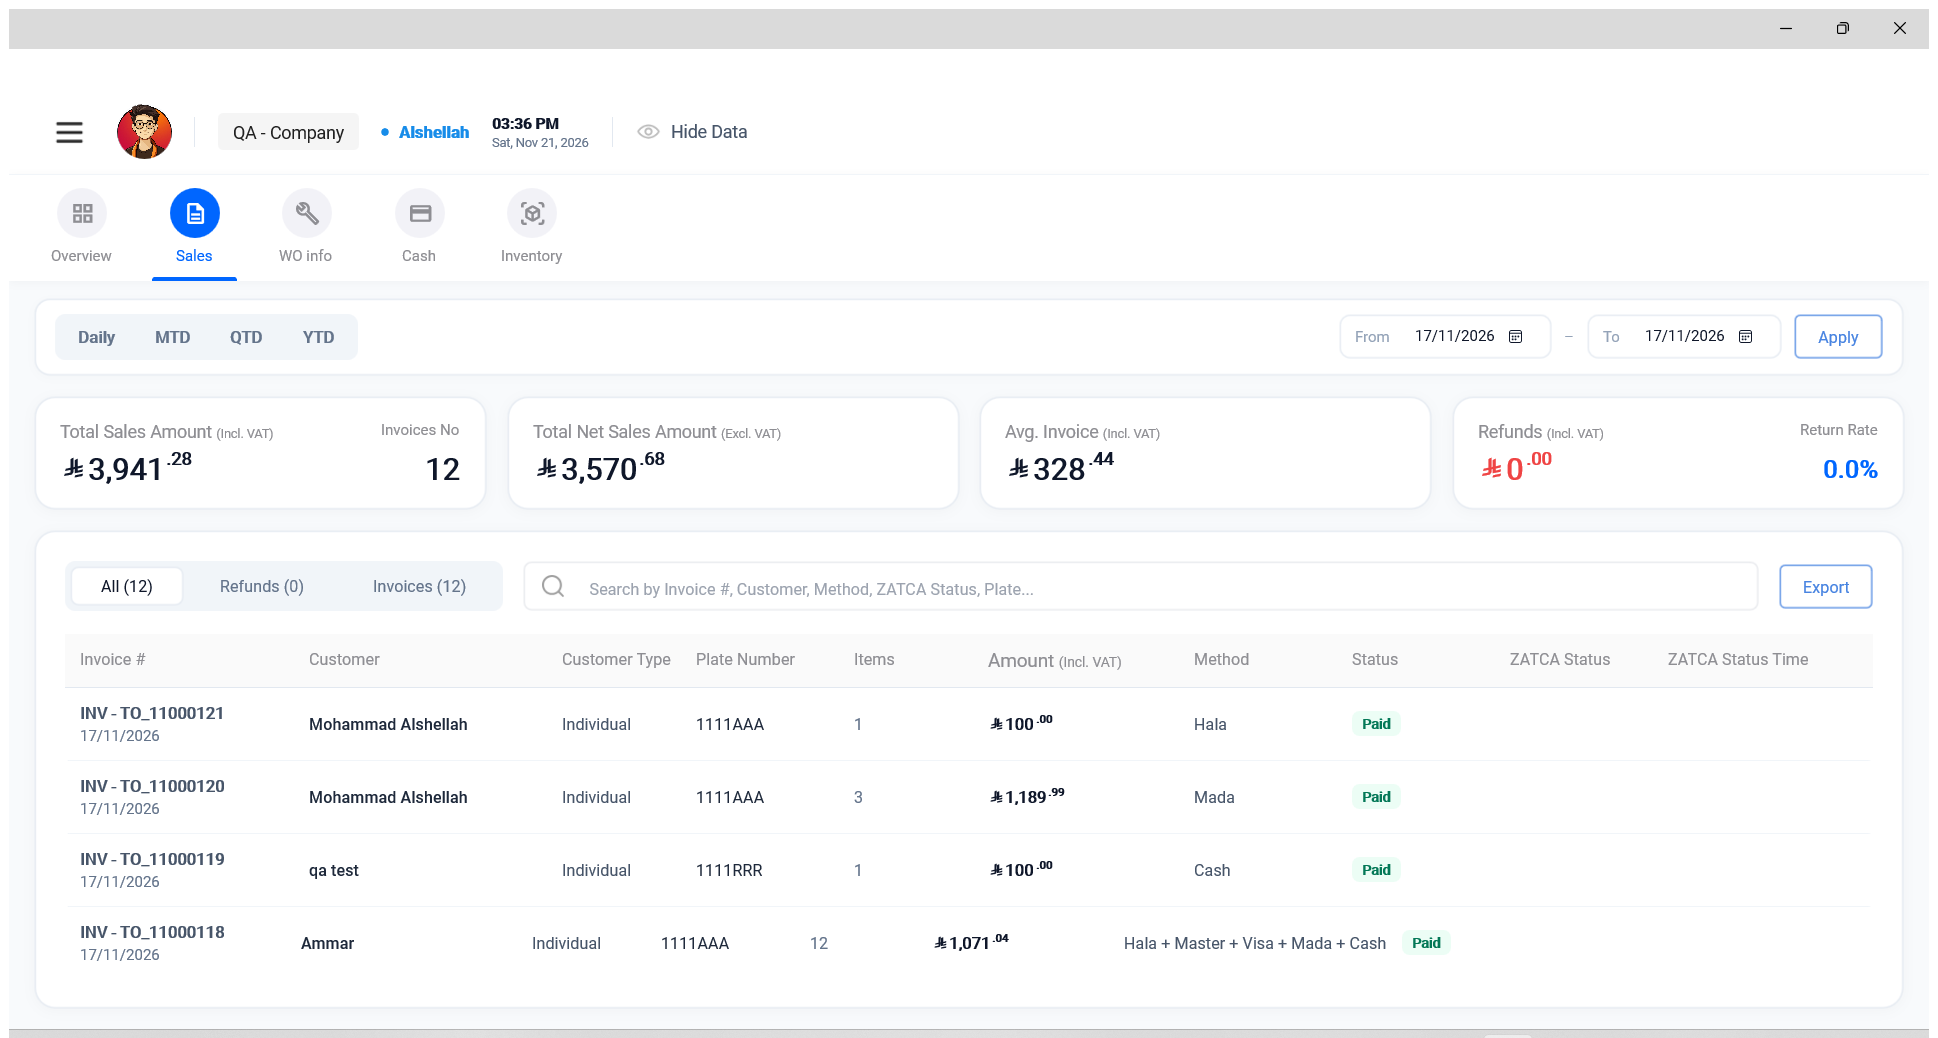 QA - Company
Alshellah
03:36 PM
Sat, Nov 21, 2026
Hide Data
Overview
Sales
WO info
Cash
Inventory
Daily MTD QTD YTD
From 17/11/2026 – To 17/11/2026 Apply
Total Sales Amount (Incl. VAT) Invoices No
3,941.28 12
Total Net Sales Amount (Excl. VAT)
3,570.68
Avg. Invoice (Incl. VAT)
328.44
Refunds (Incl. VAT) Return Rate
0.00 0.0%
All (12) Refunds (0) Invoices (12) Search by Invoice #, Customer, Method, ZATCA Status, Plate... Export
Invoice # Customer Customer Type Plate Number Items Amount (Incl. VAT) Method Status ZATCA Status ZATCA Status Time
INV - TO_11000121
17/11/2026
Mohammad Alshellah Individual 1111AAA 1 100.00 Hala Paid
INV - TO_11000120
17/11/2026
Mohammad Alshellah Individual 1111AAA 3 1,189.99 Mada Paid
INV - TO_11000119
17/11/2026
qa test Individual 1111RRR 1 100.00 Cash Paid
INV - TO_11000118
17/11/2026
Ammar Individual 1111AAA 12 1,071.04 Hala + Master + Visa + Mada + Cash Paid